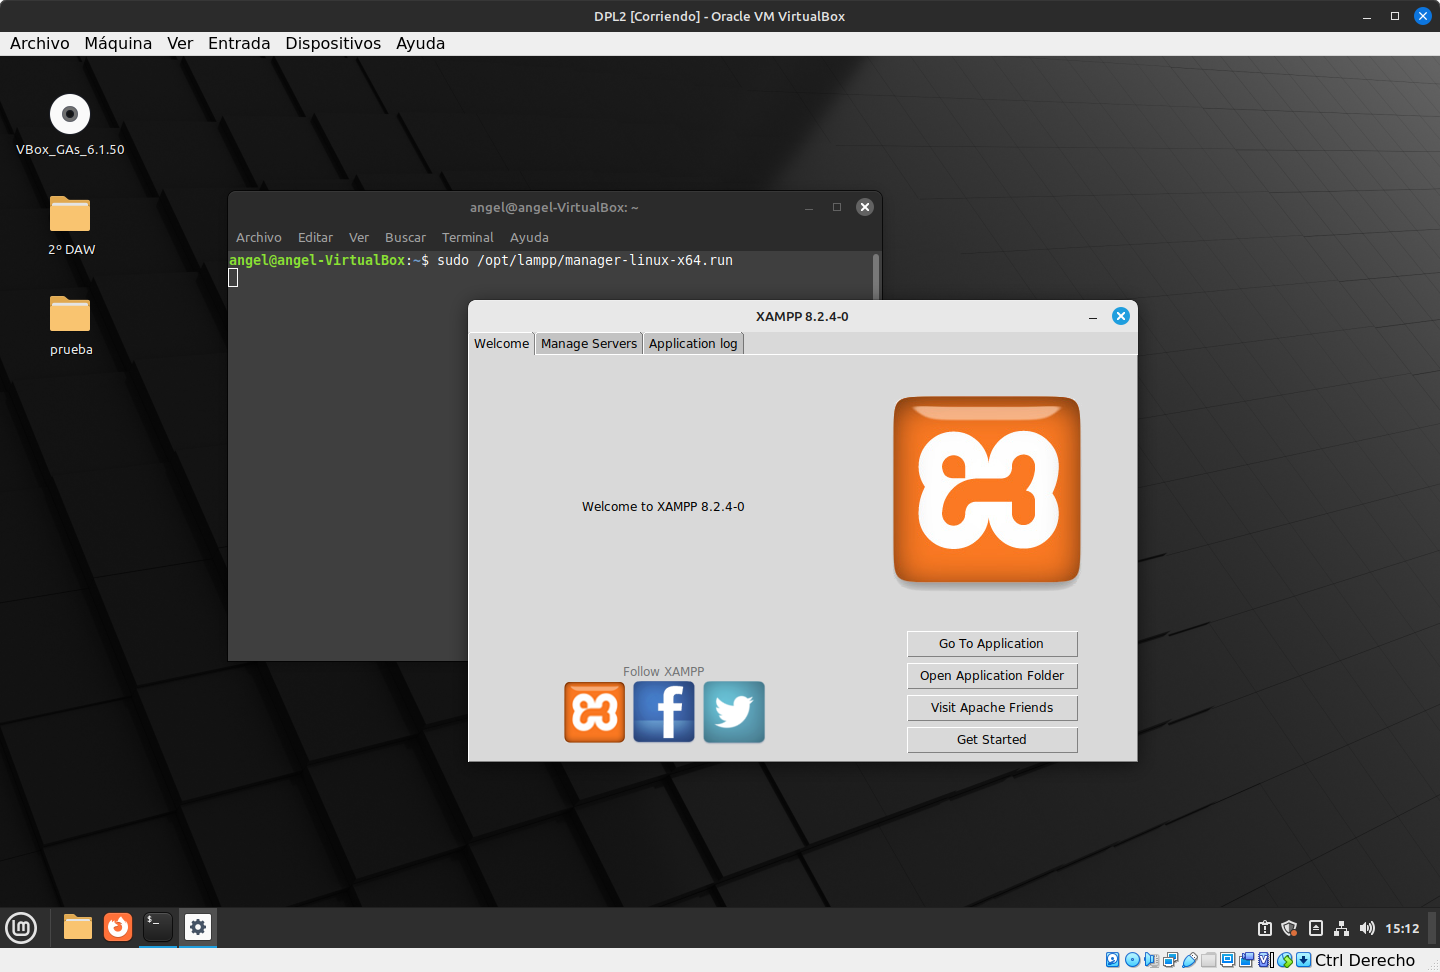 DPL2 [Corriendo] - Oracle VM VirtualBox
Archivo Máquina Ver Entrada Dispositivos Ayuda
VBox_GAs_6.1.50
2º DAW
prueba
angel@angel-VirtualBox: ~
Archivo Editar Ver Buscar Terminal Ayuda
angel@angel-VirtualBox:~$ sudo /opt/lampp/manager-linux-x64.run
XAMPP 8.2.4-0
Welcome Manage Servers Application log
Welcome to XAMPP 8.2.4-0
Follow XAMPP
Go To Application
Open Application Folder
Visit Apache Friends
Get Started
15:12
Ctrl Derecho